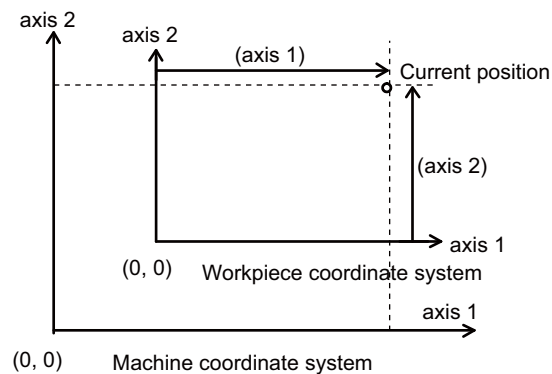 axis 2
axis 2
(axis 1)
Current position
(axis 2)
axis 1
(0, 0)
Workpiece coordinate system
axis 1
(0, 0)
Machine coordinate system